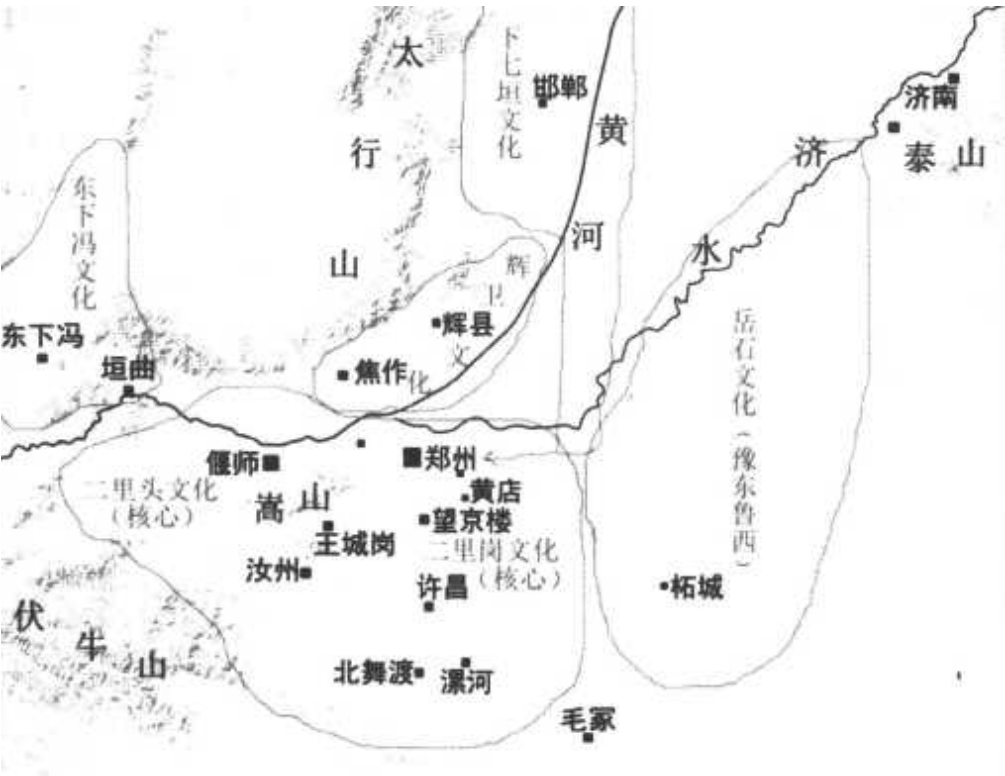 太行山
下七垣文化
邯郸
黄河
济水
济南
泰山
东下冯文化
东下冯
垣曲
辉卫文化
辉县
焦作
岳石文化(豫东鲁西)
偃师
郑州
二里头文化
(核心)
嵩山
黄店
望京楼
王城岗
二里岗文化
(核心)
汝州
许昌
柘城
伏牛山
北舞渡
漯河
毛冢